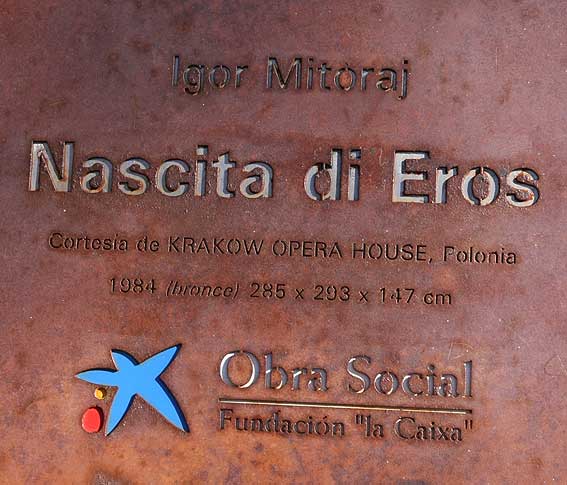 Igor Mitoraj
Nascita di Eros
Cortesia de KRAKOW OPERA HOUSE, Polonia
1984 (bronce) 285 x 293 x 147 cm
Obra Social
Fundación "la Caixa"